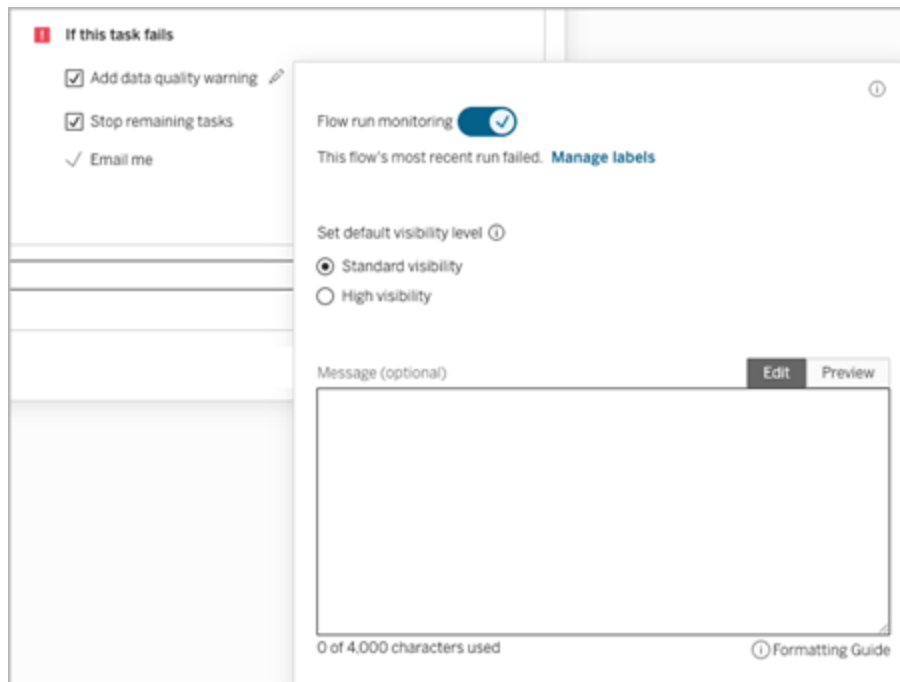 If this task fails
Add data quality warning
Stop remaining tasks
Email me
Flow run monitoring
This flow's most recent run failed. Manage labels
Set default visibility level
Standard visibility
High visibility
Message (optional)
Edit Preview
0 of 4,000 characters used
Formatting Guide